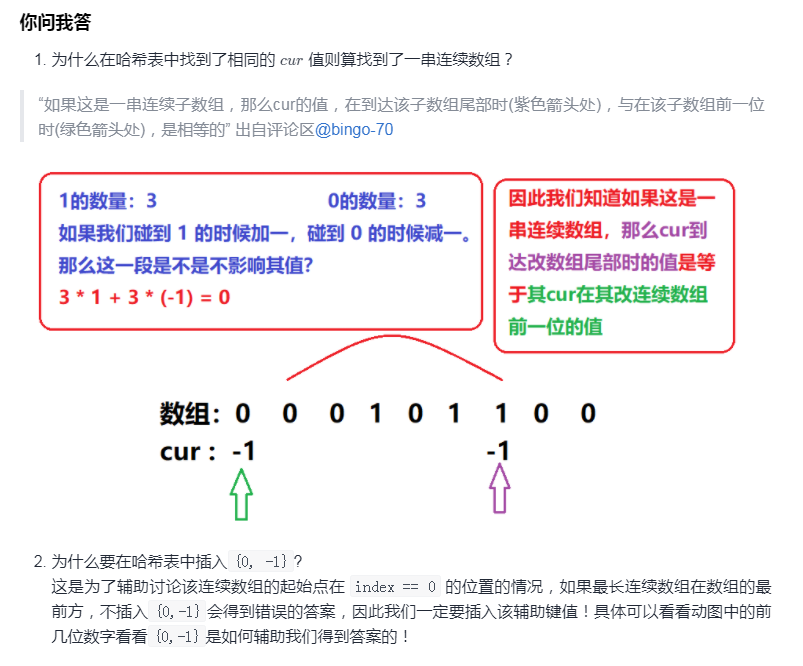 你问我答
1. 为什么在哈希表中找到了相同的 cur 值则算找到了一串连续数组？
“如果这是一串连续子数组，那么cur的值，在到达该子数组尾部时(紫色箭头处)，与在该子数组前一位
时(绿色箭头处)，是相等的” 出自评论区@bingo-70
1的数量：3 0的数量：3
如果我们碰到 1 的时候加一，碰到 0 的时候减一。
那么这一段是不是不影响其值？
3 * 1 + 3 * (-1) = 0
因此我们知道如果这是一
串连续数组，那么cur到
达改数组尾部时的值是等
于其cur在其改连续数组
前一位的值
数组：0 0 0 1 0 1 1 0 0
cur：-1 -1
2. 为什么要在哈希表中插入 {0, -1}？
这是为了辅助讨论该连续数组的起始点在 index == 0 的位置的情况，如果最长连续数组在数组的最
前方，不插入 {0,-1} 会得到错误的答案，因此我们一定要插入该辅助键值！具体可以看看动图中的前
几位数字看看 {0,-1} 是如何辅助我们得到答案的！